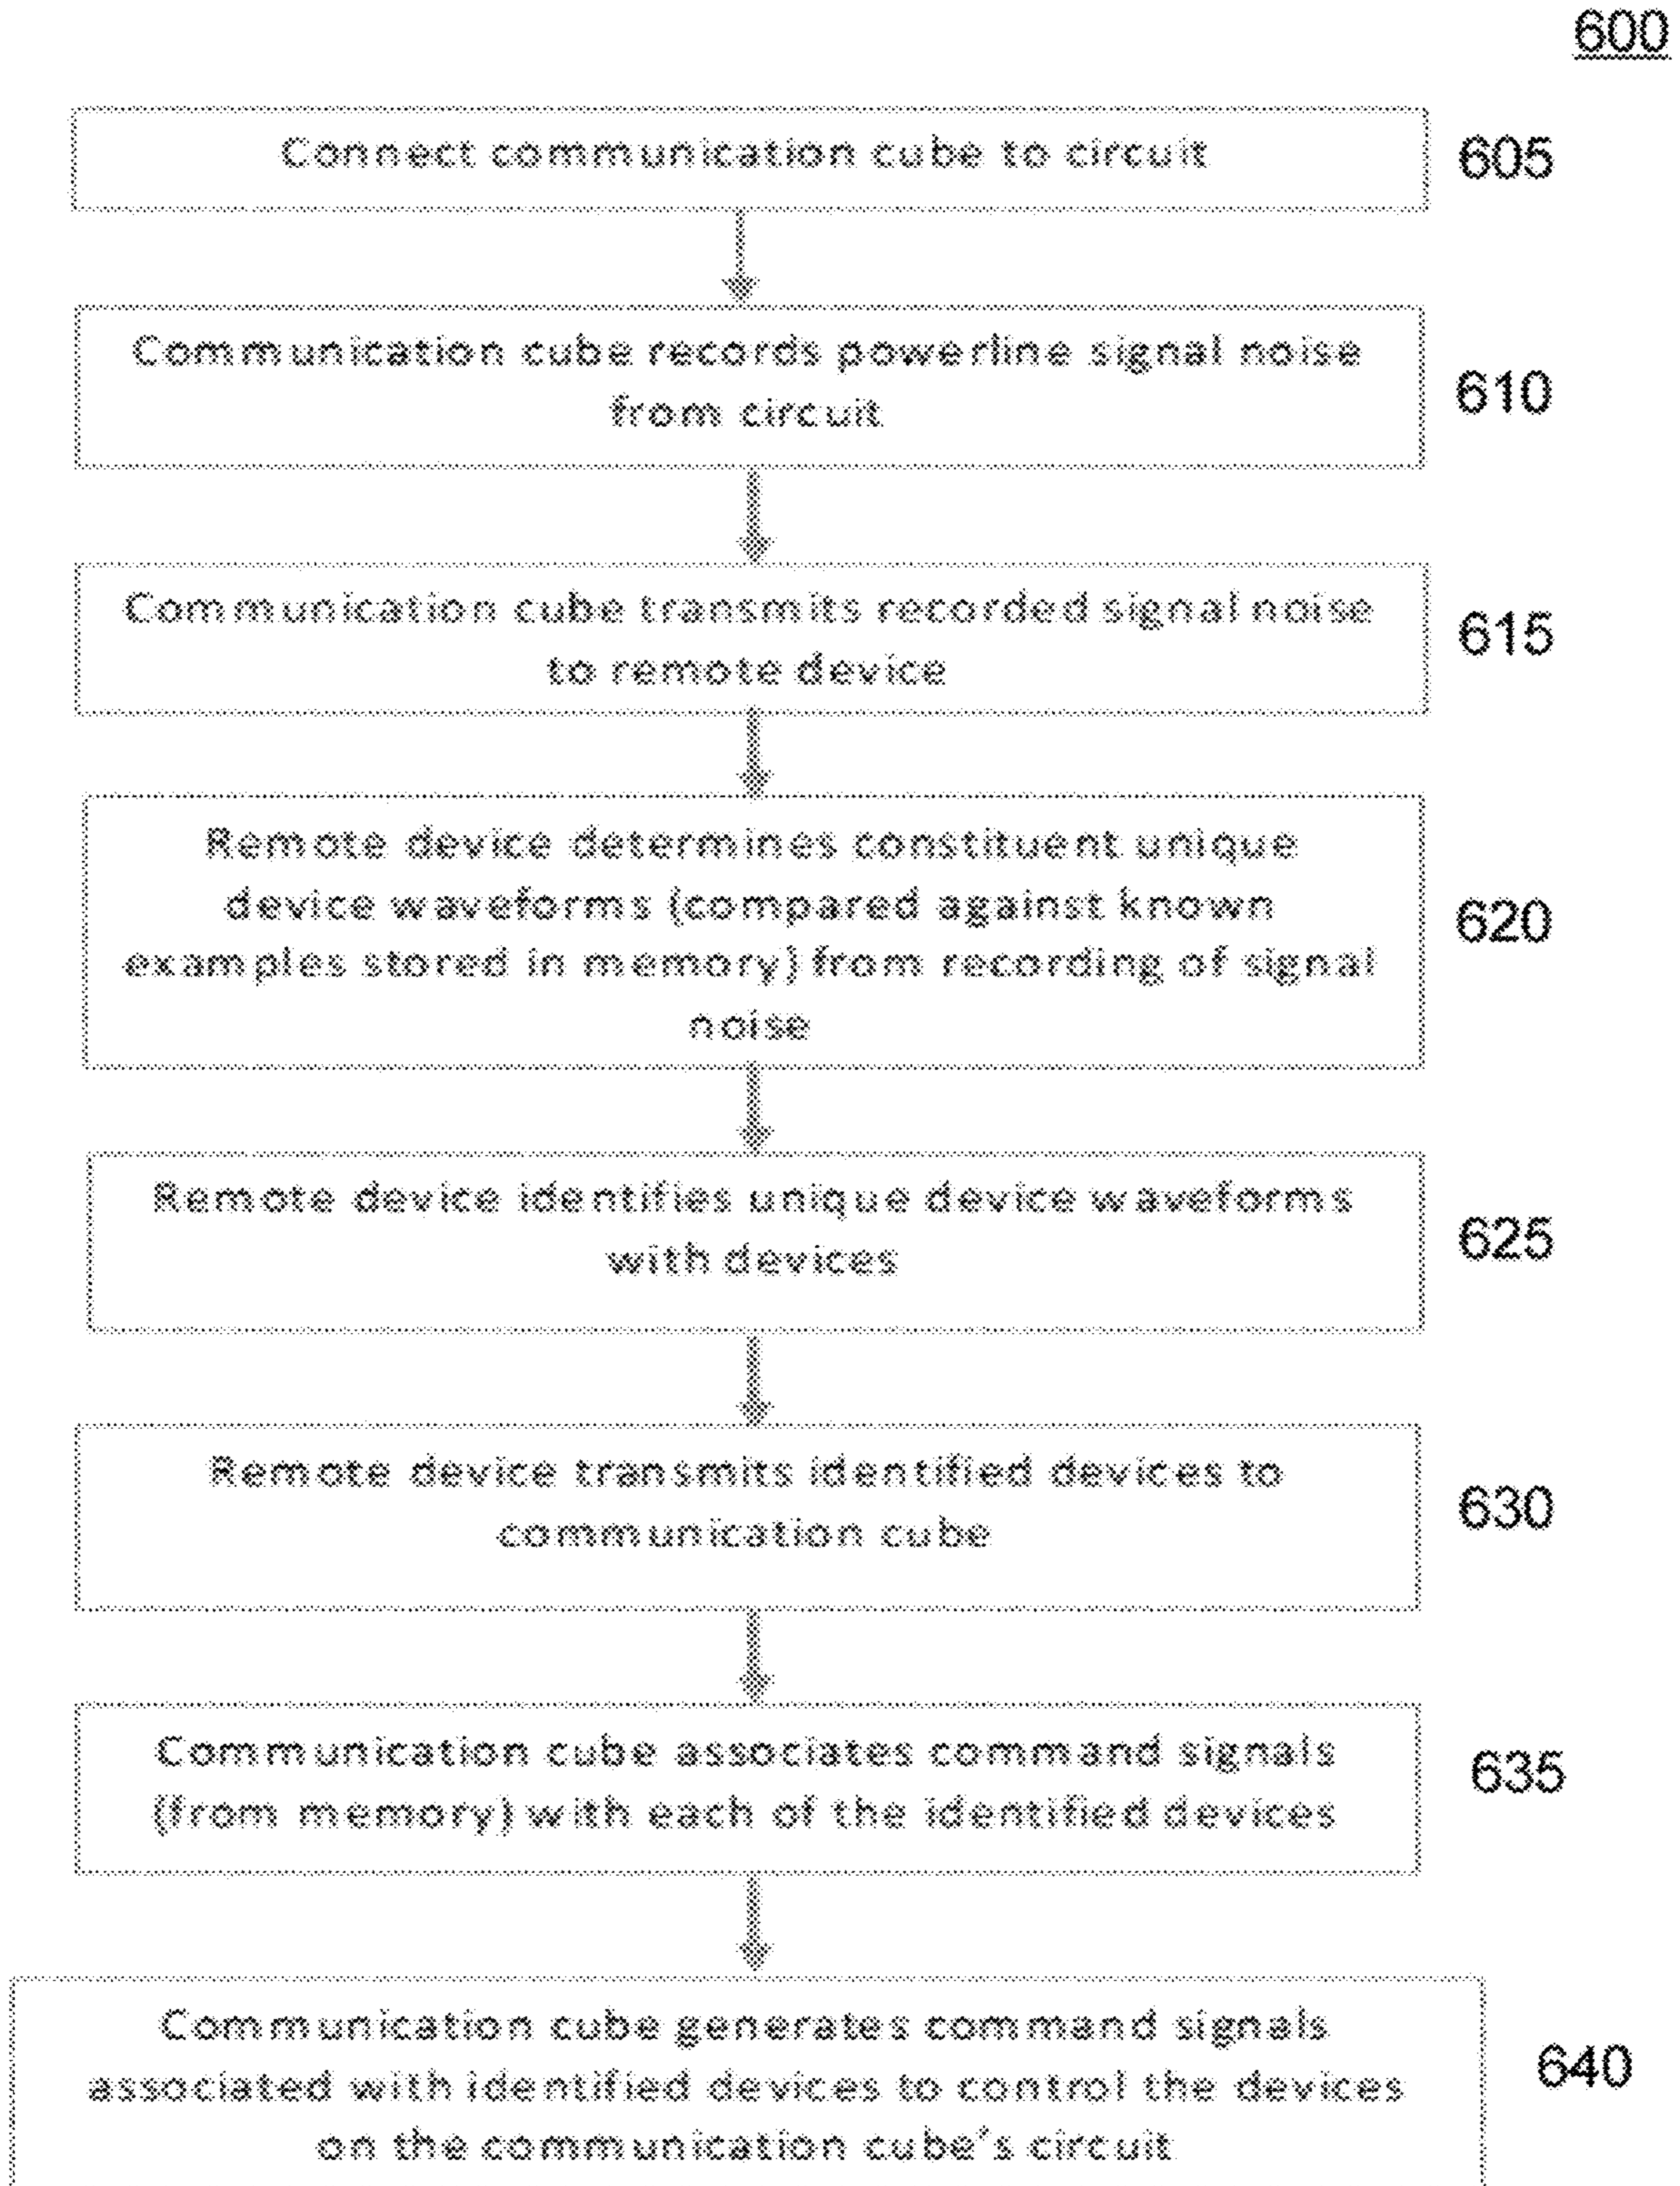 600
Connect communication cube to circuit
605
Communication cube records powerline signal noise
from circuit
610
Communication cube transmits recorded signal noise
to remote device
615
Remote device determines constituent unique
device waveforms (compared against known
examples stored in memory) from recording of signal
noise
620
Remote device identifies unique device waveforms
with devices
625
Remote device transmits identified devices to
communication cube
630
Communication cube associates command signals
(from memory) with each of the identified devices
635
Communication cube generates command signals
associated with identified devices to control the devices
on the communication cube's circuit
640